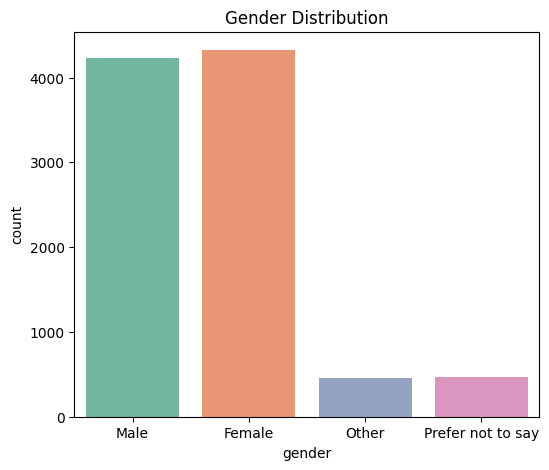 Gender Distribution
4000
3000
2000
1000
0
count
Male
Female
Other
Prefer not to say
gender